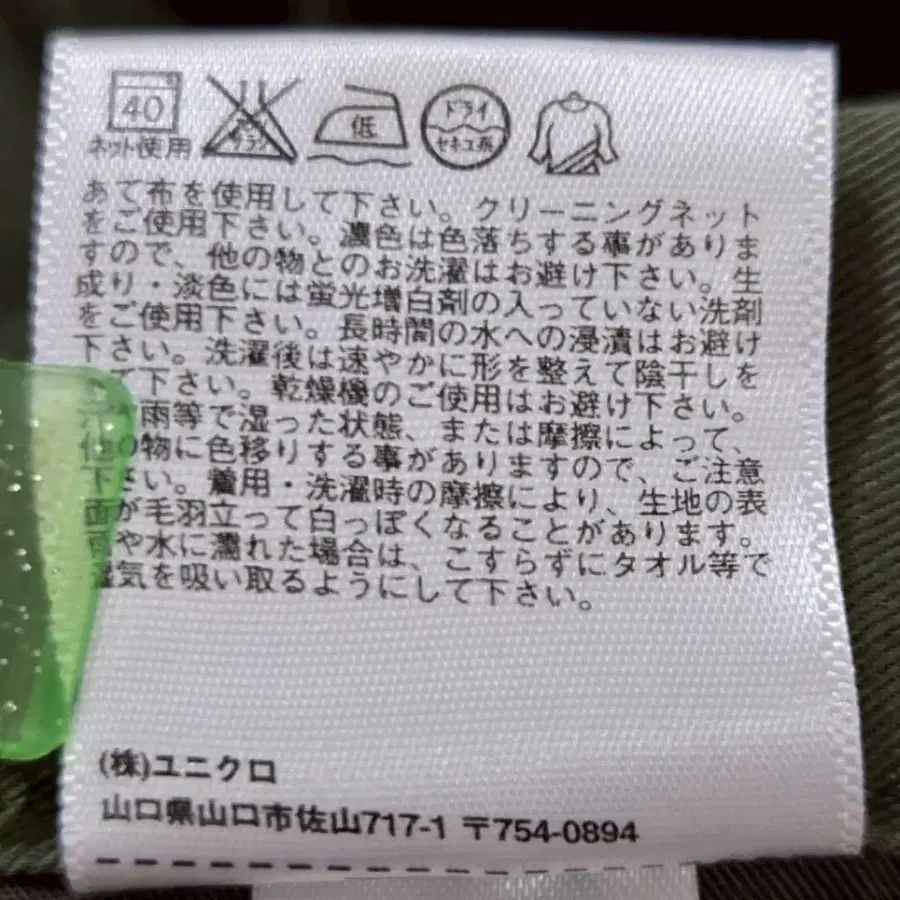 40
ネット使用
エンソ
サラシ
低
ドライ
セキユ系
あて布を使用して下さい。クリーニングネット
をご使用下さい。濃色は色落ちする事がありま
すので、他の物とのお洗濯はお避け下さい。生
成り・淡色には蛍光増白剤の入っていない洗剤
をご使用下さい。長時間の水への浸漬はお避け
下さい。洗濯後は速やかに形を整えて陰干しを
して下さい。乾燥機のご使用はお避け下さい。
汗や雨等で湿った状態、または摩擦によって、
他の物に色移りする事がありますので、ご注意
下さい。着用・洗濯時の摩擦により、生地の表
面が毛羽立って白っぽくなることがあります。
雨や水に濡れた場合は、こすらずにタオル等で
湿気を吸い取るようにして下さい。
(株)ユニクロ
山口県山口市佐山717-1 〒754-0894